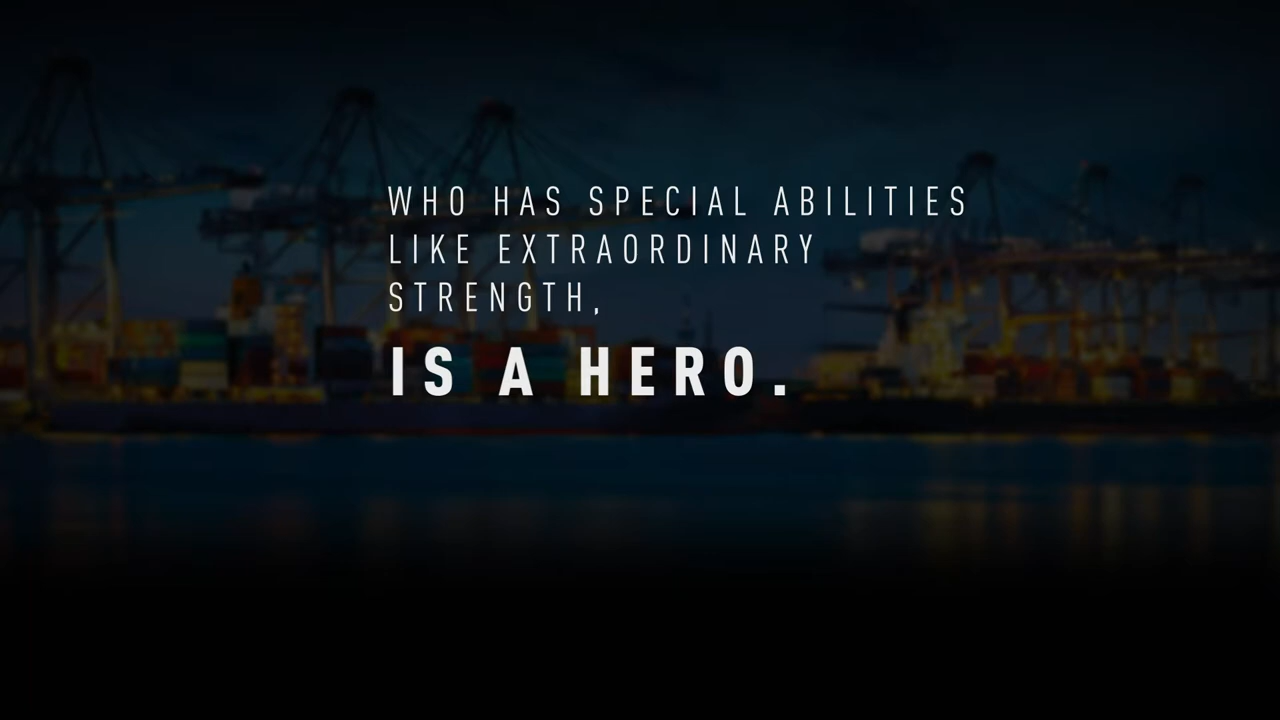 WHO HAS SPECIAL ABILITIES
LIKE EXTRAORDINARY
STRENGTH,
IS A HERO.